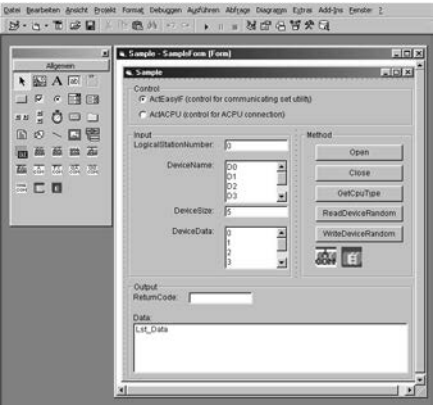 Datei Bearbeiten Ansicht Projekt Format Debuggen Ausführen Abfrage Diagramm Extras Add-Ins Fenster ?
Allgemein
Sample - SampleForm (Form)
Sample
Control
ActEasyIF (control for communicating set utility)
ActACPU (control for ACPU connection)
Input
LogicalStationNumber: 0
DeviceName: D0
D1
D2
D3
DeviceSize: 5
DeviceData: 0
1
2
3
Method
Open
Close
GetCpuType
ReadDeviceRandom
WriteDeviceRandom
Output
ReturnCode:
Data:
Lst_Data